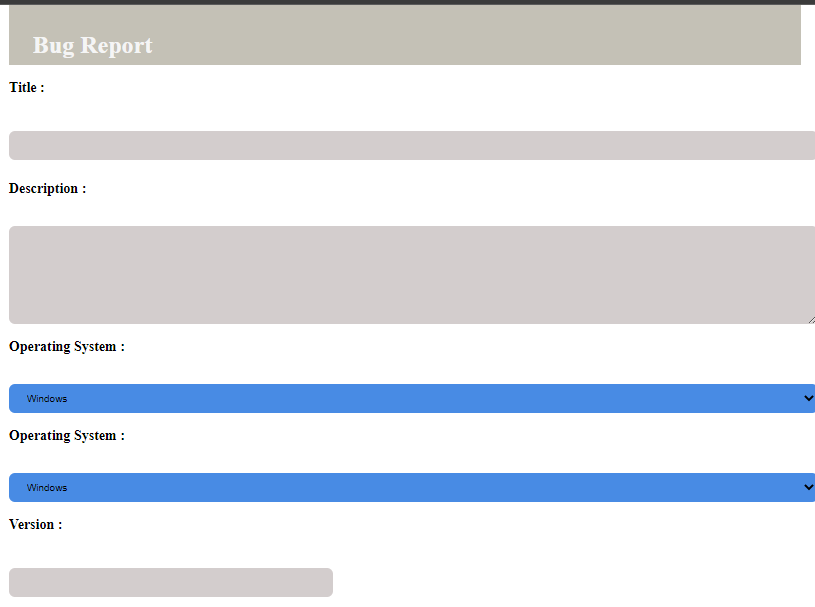 Bug Report
Title :
Description :
Operating System :
Windows
Operating System :
Windows
Version :